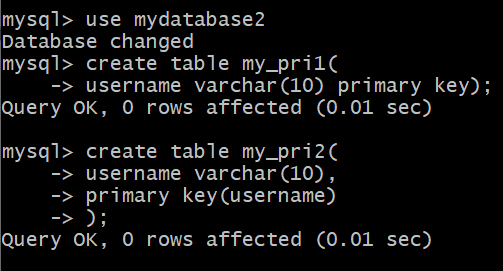 mysql> use mydatabase2
Database changed
mysql> create table my_pri1(
    -> username varchar(10) primary key);
Query OK, 0 rows affected (0.01 sec)

mysql> create table my_pri2(
    -> username varchar(10),
    -> primary key(username)
    -> );
Query OK, 0 rows affected (0.01 sec)